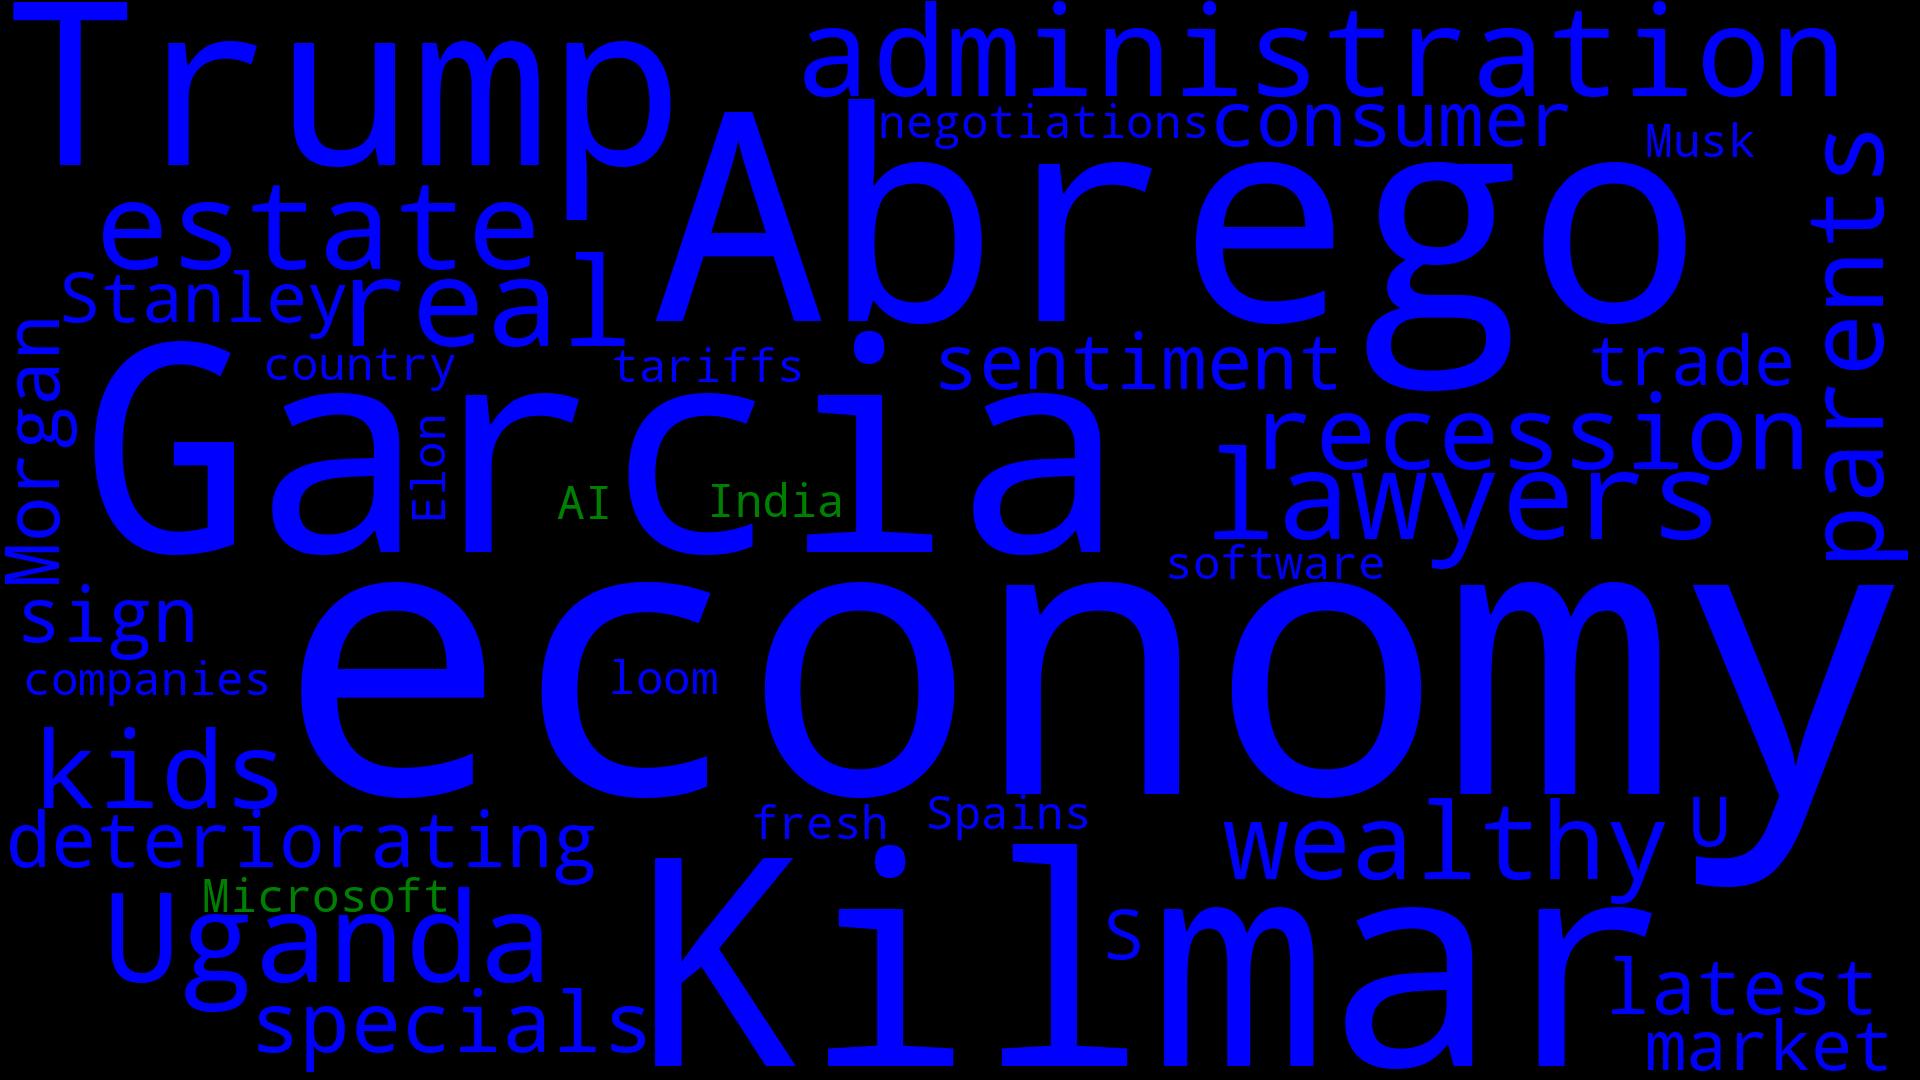 Trump
administration
negotiations
consumer
Musk
Abrego
parents
estate
Stanley
real
Morgan
country
tariffs
sentiment
trade
Garcia
recession
Elon
AI
India
lawyers
software
sign
economy
companies
loom
kids
deteriorating
fresh
Spains
wealthy
U
Microsoft
Uganda
Kilmar
S
specials
latest
market